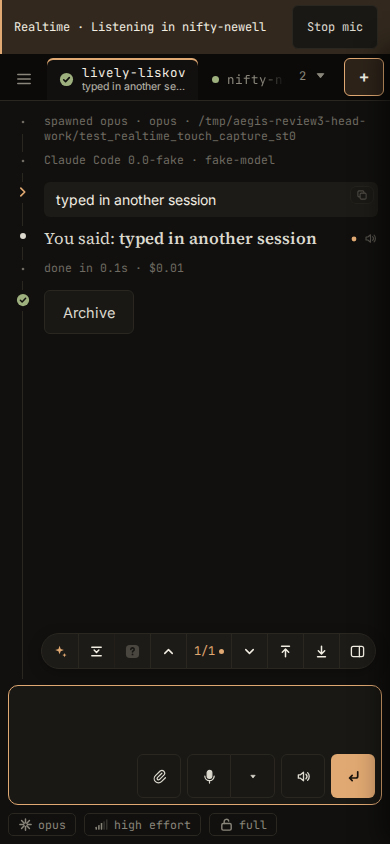 Realtime · Listening in nifty-newell
Stop mic
lively-liskov
typed in another se...
nifty-n
2
+
spawned opus · opus · /tmp/aegis-review3-head-
work/test_realtime_touch_capture_st0
Claude Code 0.0-fake · fake-model
typed in another session
You said: typed in another session
done in 0.1s · $0.01
Archive
?
1/1
opus
high effort
full